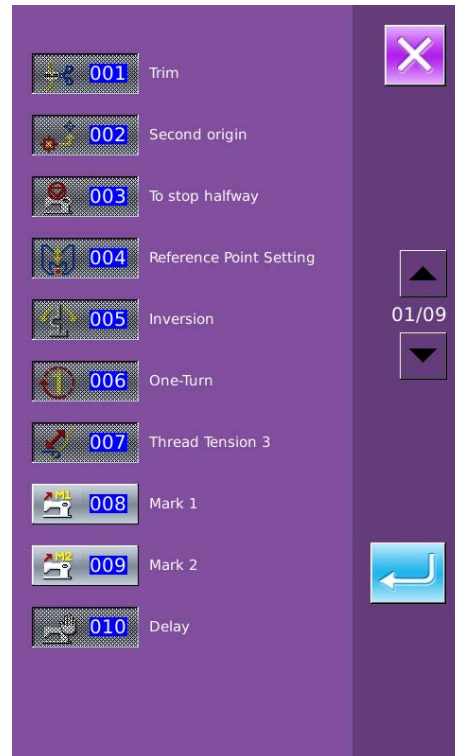 001 Trim
002 Second origin
003 To stop halfway
004 Reference Point Setting
005 Inversion
01/09
006 One-Turn
007 Thread Tension 3
M1 008 Mark 1
M2 009 Mark 2
010 Delay